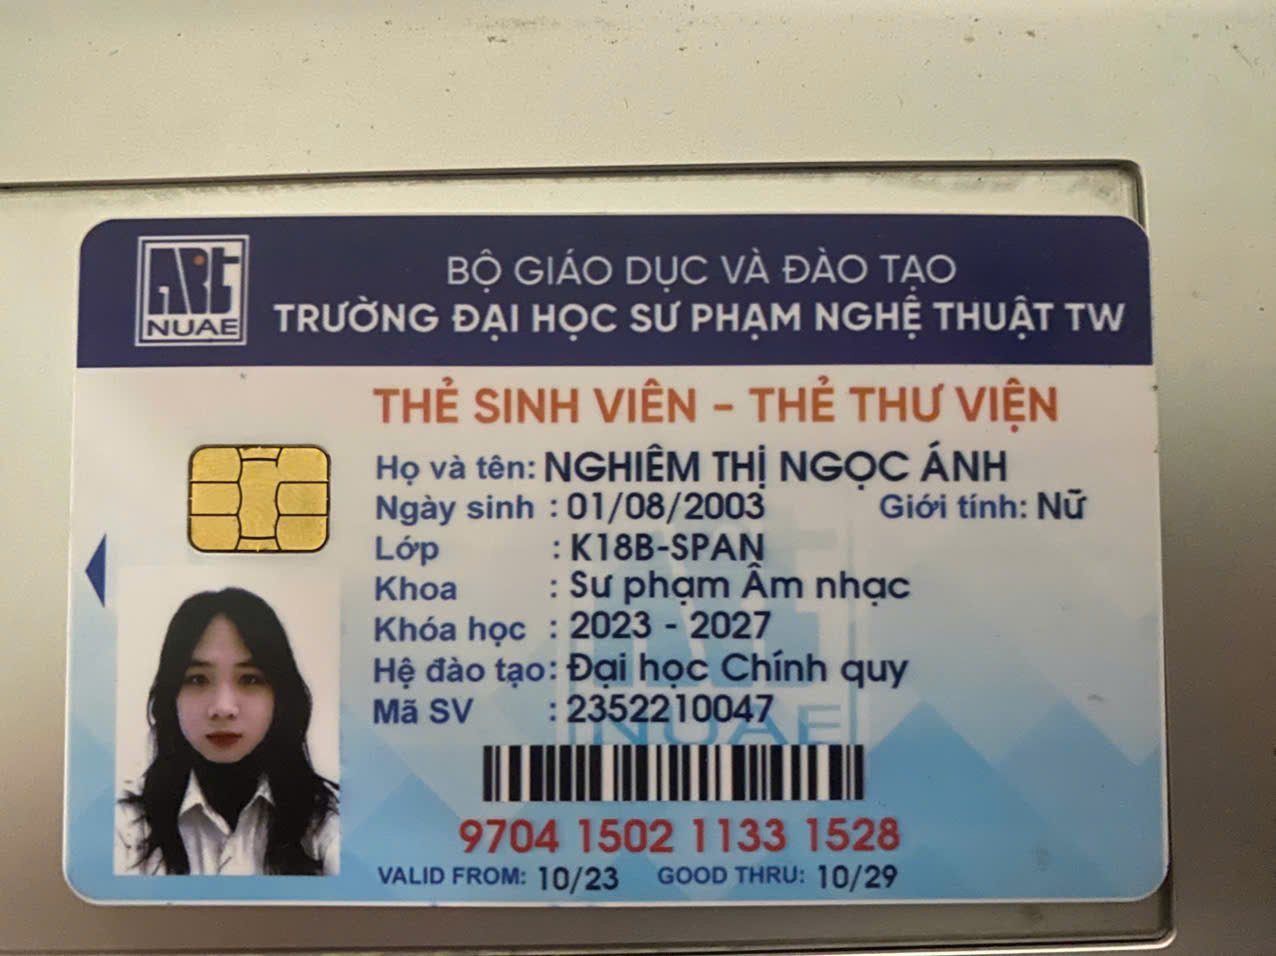 ART
NUAE
BỘ GIÁO DỤC VÀ ĐÀO TẠO
TRƯỜNG ĐẠI HỌC SƯ PHẠM NGHỆ THUẬT TW
THẺ SINH VIÊN - THẺ THƯ VIỆN
Họ và tên: NGHIÊM THỊ NGỌC ÁNH
Ngày sinh : 01/08/2003 Giới tính: Nữ
Lớp : K18B-SPAN
Khoa : Sư phạm Âm nhạc
Khóa học : 2023 - 2027
Hệ đào tạo: Đại học Chính quy
Mã SV : 2352210047
NUAE
9704 1502 1133 1528
VALID FROM: 10/23 GOOD THRU: 10/29